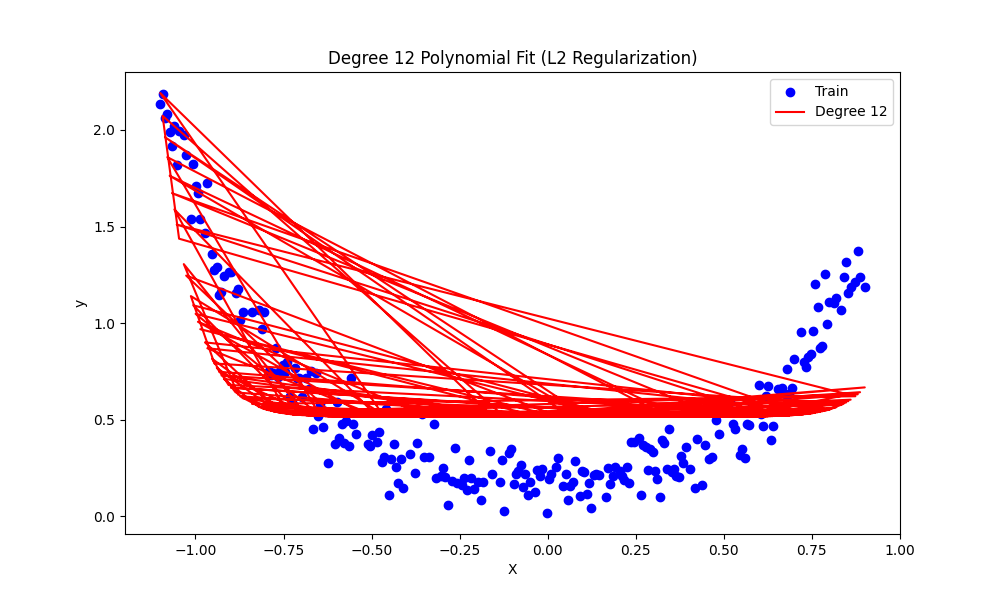 Degree 12 Polynomial Fit (L2 Regularization)
Train
Degree 12
y
2.0
1.5
1.0
0.5
0.0
−1.00 −0.75 −0.50 −0.25 0.00 0.25 0.50 0.75 1.00
X